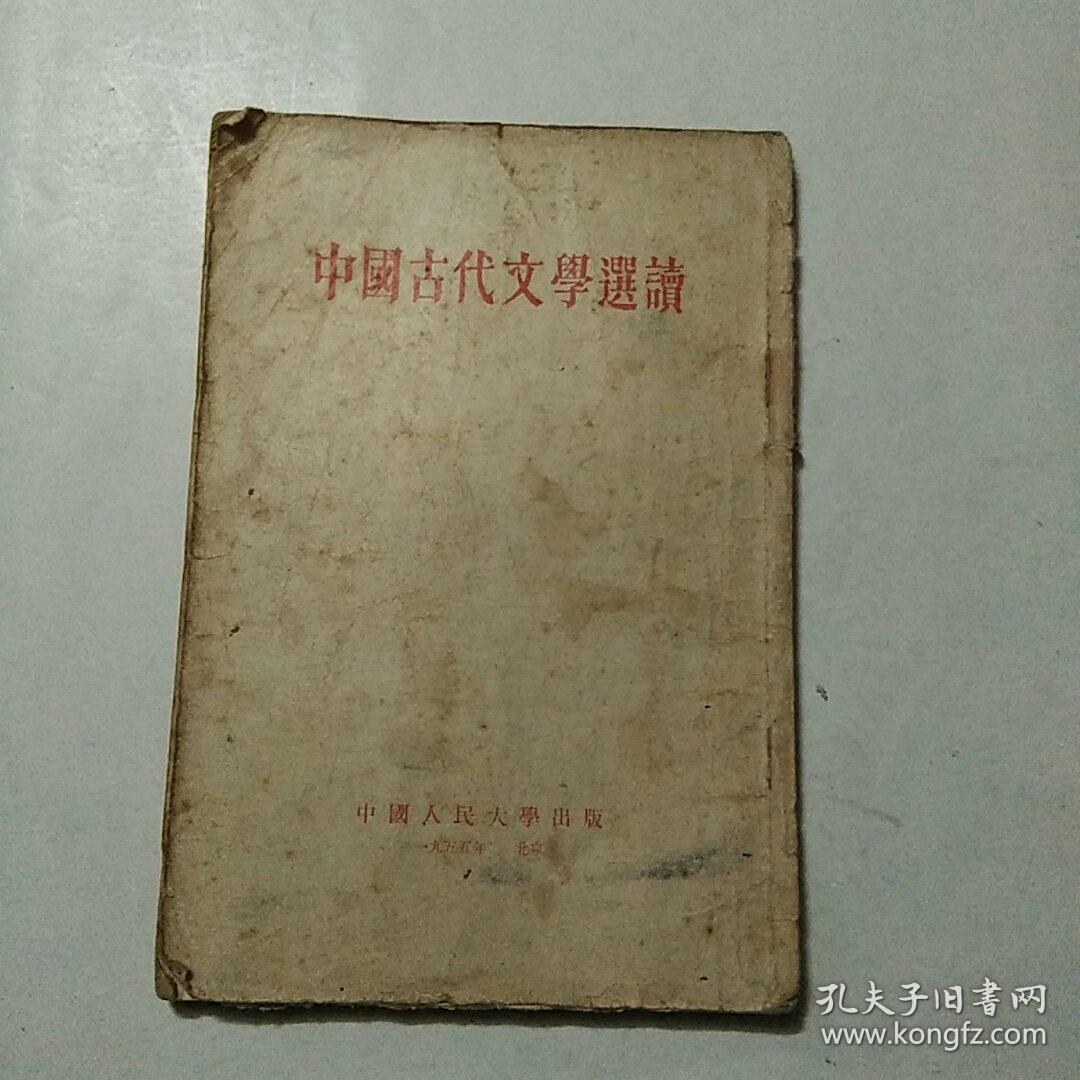 中國古代文學選讀
中國人民大學出版
一九五五年 北京
孔夫子旧書网
www.kongfz.com